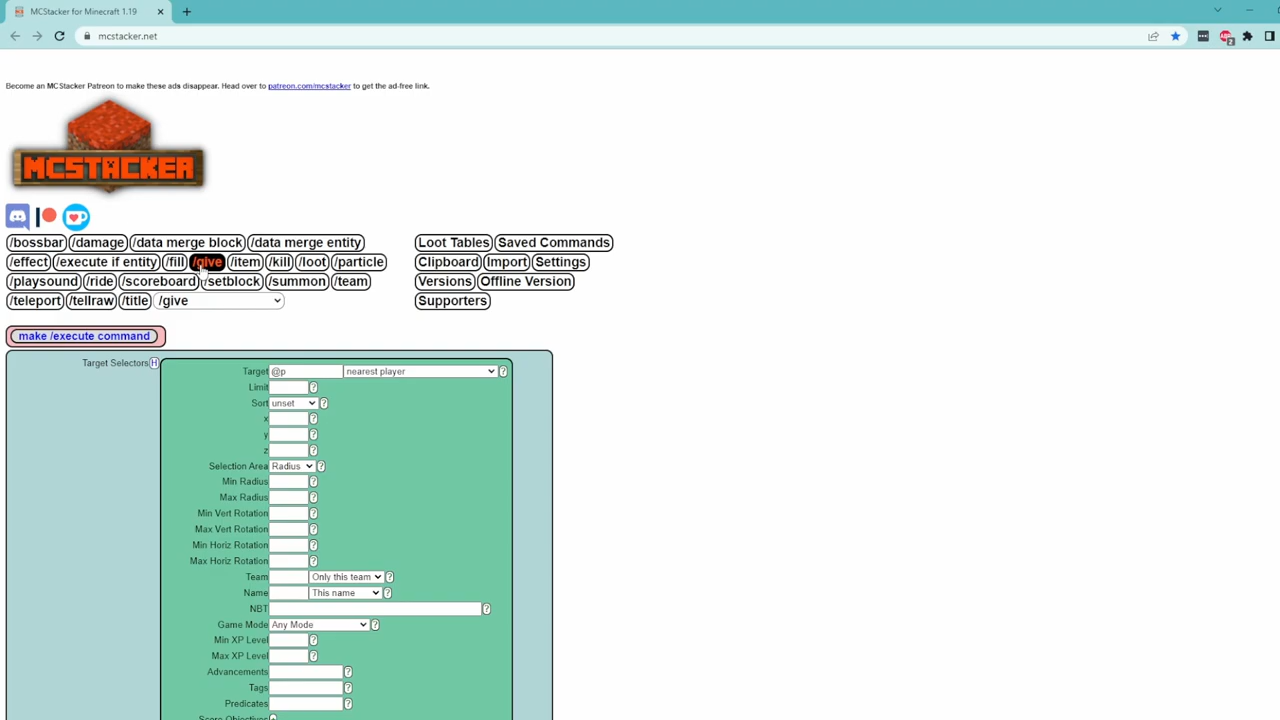 MCStacker for Minecraft 1.19
mcstacker.net
Become an MCStacker Patreon to make these ads disappear. Head over to patreon.com/mcstacker to get the ad-free link.
MCSTACKER
/bossbar /damage /data merge block /data merge entity
/effect /execute if entity /fill /give /item /kill /loot /particle
/playsound /ride /scoreboard /setblock /summon /team
/teleport /tellraw /title /give
Loot Tables Saved Commands
Clipboard Import Settings
Versions Offline Version
Supporters
make /execute command
Target Selectors H
Target @p nearest player ?
Limit ?
Sort unset ?
x ?
y ?
z ?
Selection Area Radius ?
Min Radius ?
Max Radius ?
Min Vert Rotation ?
Max Vert Rotation ?
Min Horiz Rotation ?
Max Horiz Rotation ?
Team Only this team ?
Name This name ?
NBT ?
Game Mode Any Mode ?
Min XP Level ?
Max XP Level ?
Advancements ?
Tags ?
Predicates ?
Score Objectives